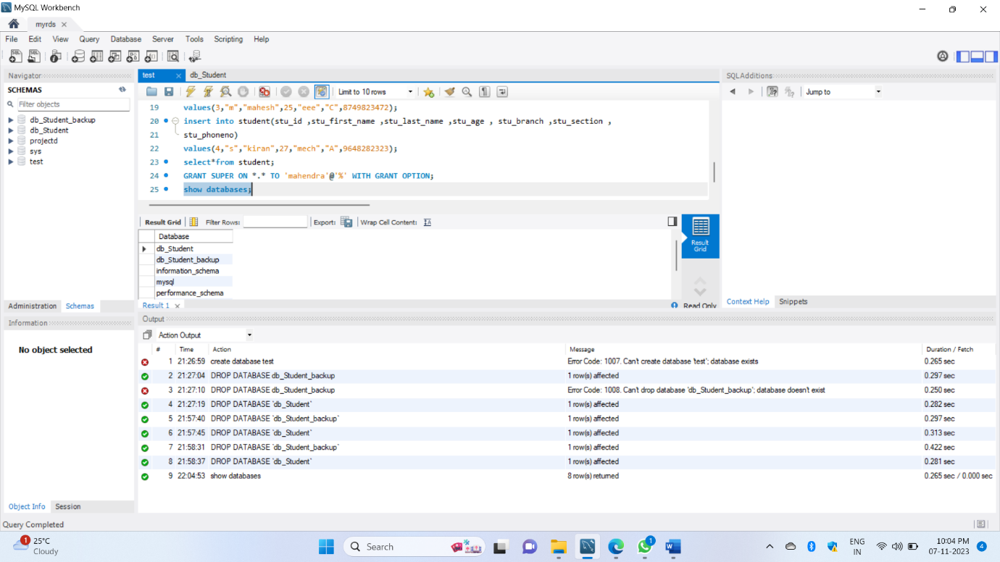 MySQL Workbench
myrds
File Edit View Query Database Server Tools Scripting Help
Navigator
SCHEMAS
Filter objects
db_Student_backup
db_Student
projectd
sys
test
Administration Schemas
Information
No object selected
Object Info Session
test db_Student
Limit to 10 rows
19 values(3,"m","mahesh",25,"eee","C",8749823472);
20 insert into student(stu_id ,stu_first_name ,stu_last_name ,stu_age , stu_branch ,stu_section ,
21 stu_phoneno)
22 values(4,"s","kiran",27,"mech","A",9648282323);
23 select*from student;
24 GRANT SUPER ON *.* TO 'mahendra'@'%' WITH GRANT OPTION;
25 show databases;
Result Grid Filter Rows: Export: Wrap Cell Content:
Database
db_Student
db_Student_backup
information_schema
mysql
performance_schema
Result Grid
Result 1 Read Only
SQLAdditions
Jump to
Context Help Snippets
Output
Action Output
# Time Action Message Duration / Fetch
1 21:26:59 create database test Error Code: 1007. Can't create database 'test'; database exists 0.265 sec
2 21:27:04 DROP DATABASE db_Student_backup 1 row(s) affected 0.297 sec
3 21:27:10 DROP DATABASE db_Student_backup Error Code: 1008. Can't drop database 'db_Student_backup'; database doesn't exist 0.250 sec
4 21:27:19 DROP DATABASE `db_Student` 1 row(s) affected 0.282 sec
5 21:57:40 DROP DATABASE `db_Student_backup` 1 row(s) affected 0.297 sec
6 21:57:45 DROP DATABASE `db_Student` 1 row(s) affected 0.313 sec
7 21:58:31 DROP DATABASE `db_Student_backup` 1 row(s) affected 0.422 sec
8 21:58:37 DROP DATABASE `db_Student` 1 row(s) affected 0.281 sec
9 22:04:53 show databases 8 row(s) returned 0.265 sec / 0.000 sec
Query Completed
1 25°C
Cloudy
Search
1
ENG
IN
10:04 PM
07-11-2023
4